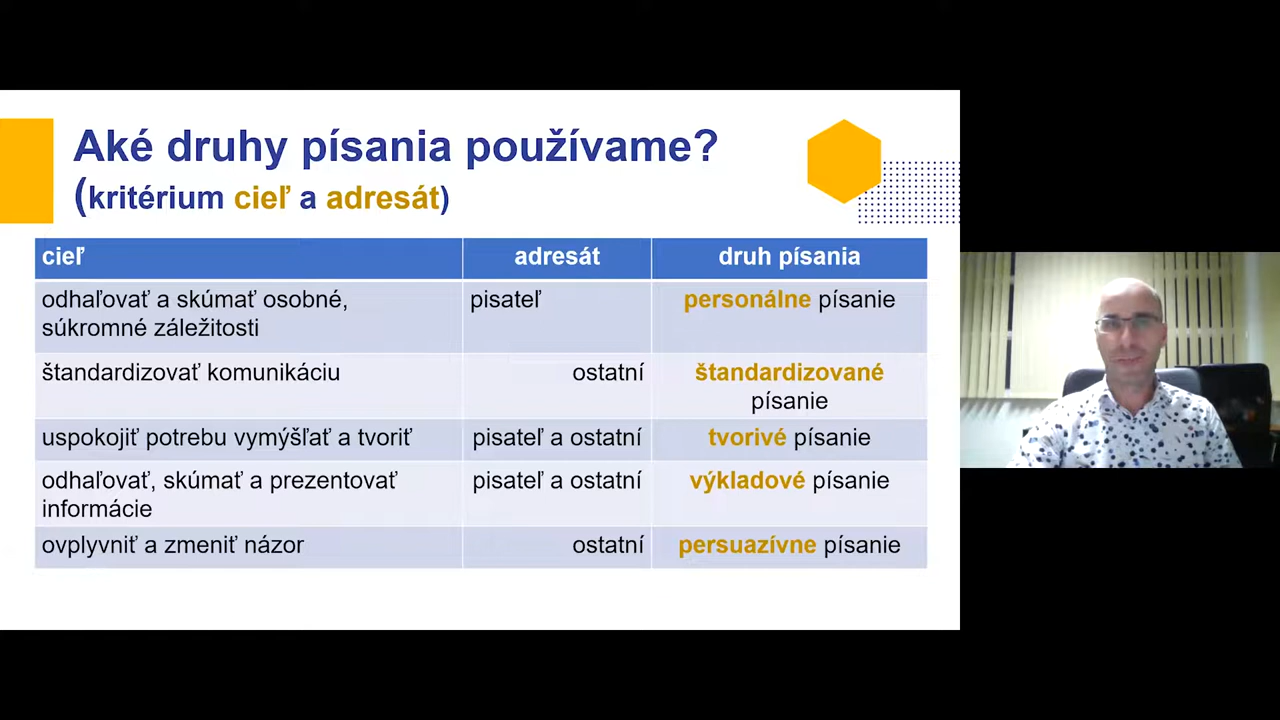 Aké druhy písania používame?
(kritérium cieľ a adresát)
cieľ adresát druh písania
odhaľovať a skúmať osobné, pisateľ personálne písanie
súkromné záležitosti
štandardizovať komunikáciu ostatní štandardizované
písanie
uspokojiť potrebu vymýšľať a tvoriť pisateľ a ostatní tvorivé písanie
odhaľovať, skúmať a prezentovať pisateľ a ostatní výkladové písanie
informácie
ovplyvniť a zmeniť názor ostatní persuazívne písanie